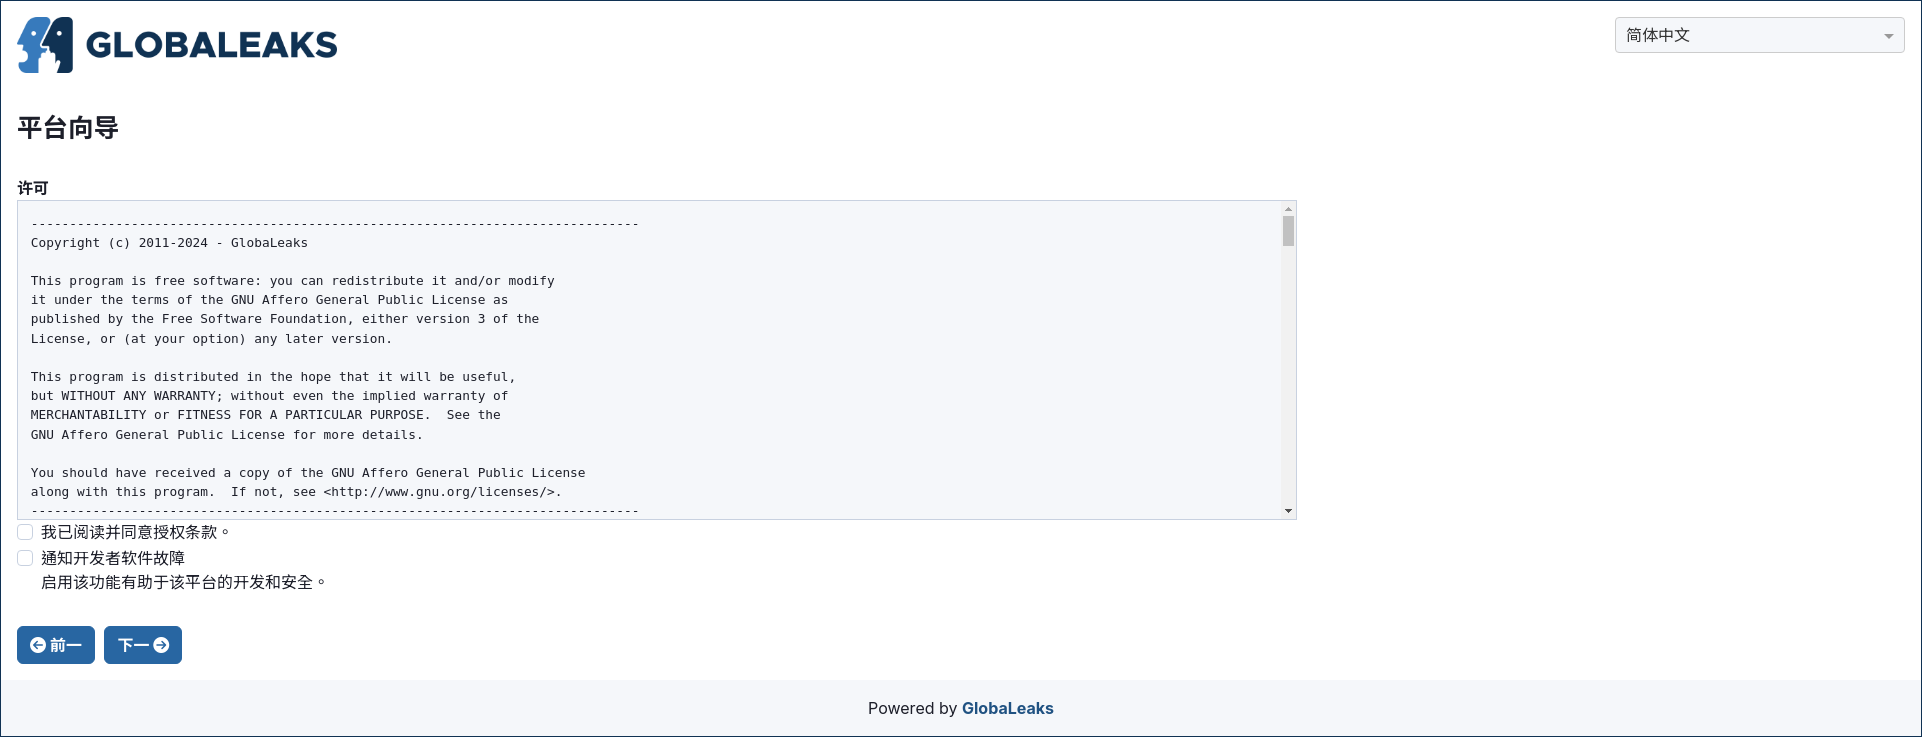 GLOBALEAKS
简体中文
平台向导
许可
-------------------------------------------------------------------------------
Copyright (c) 2011-2024 - GlobaLeaks
This program is free software: you can redistribute it and/or modify
it under the terms of the GNU Affero General Public License as
published by the Free Software Foundation, either version 3 of the
License, or (at your option) any later version.
This program is distributed in the hope that it will be useful,
but WITHOUT ANY WARRANTY; without even the implied warranty of
MERCHANTABILITY or FITNESS FOR A PARTICULAR PURPOSE.  See the
GNU Affero General Public License for more details.
You should have received a copy of the GNU Affero General Public License
along with this program.  If not, see <http://www.gnu.org/licenses/>.
-------------------------------------------------------------------------------
我已阅读并同意授权条款。
通知开发者软件故障
启用该功能有助于该平台的开发和安全。
前一
下一
Powered by GlobaLeaks